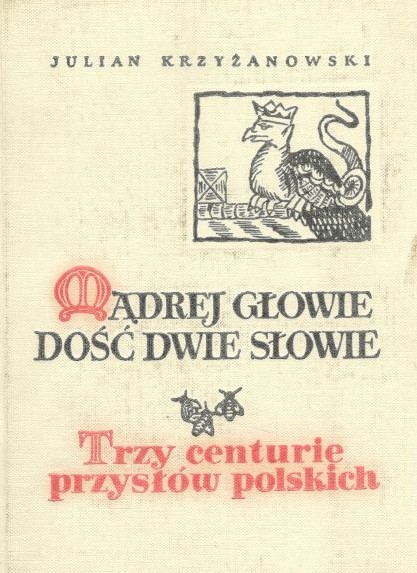 JULIAN KRZYŻANOWSKI
MĄDREJ GŁOWIE
DOŚĆ DWIE SŁOWIE
Trzy centurie
przysłów polskich